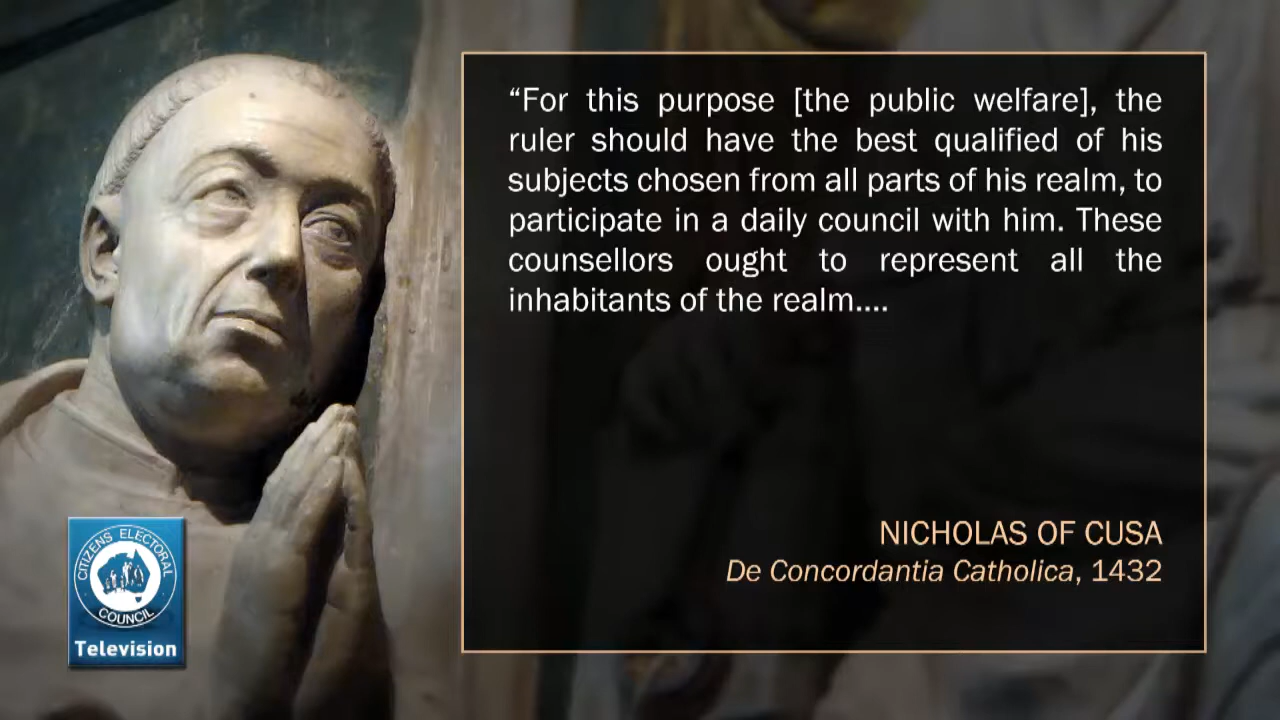 “For this purpose [the public welfare], the
ruler should have the best qualified of his
subjects chosen from all parts of his realm, to
participate in a daily council with him. These
counsellors ought to represent all the
inhabitants of the realm....
NICHOLAS OF CUSA
De Concordantia Catholica, 1432
CITIZENS ELECTORAL
COUNCIL
Television